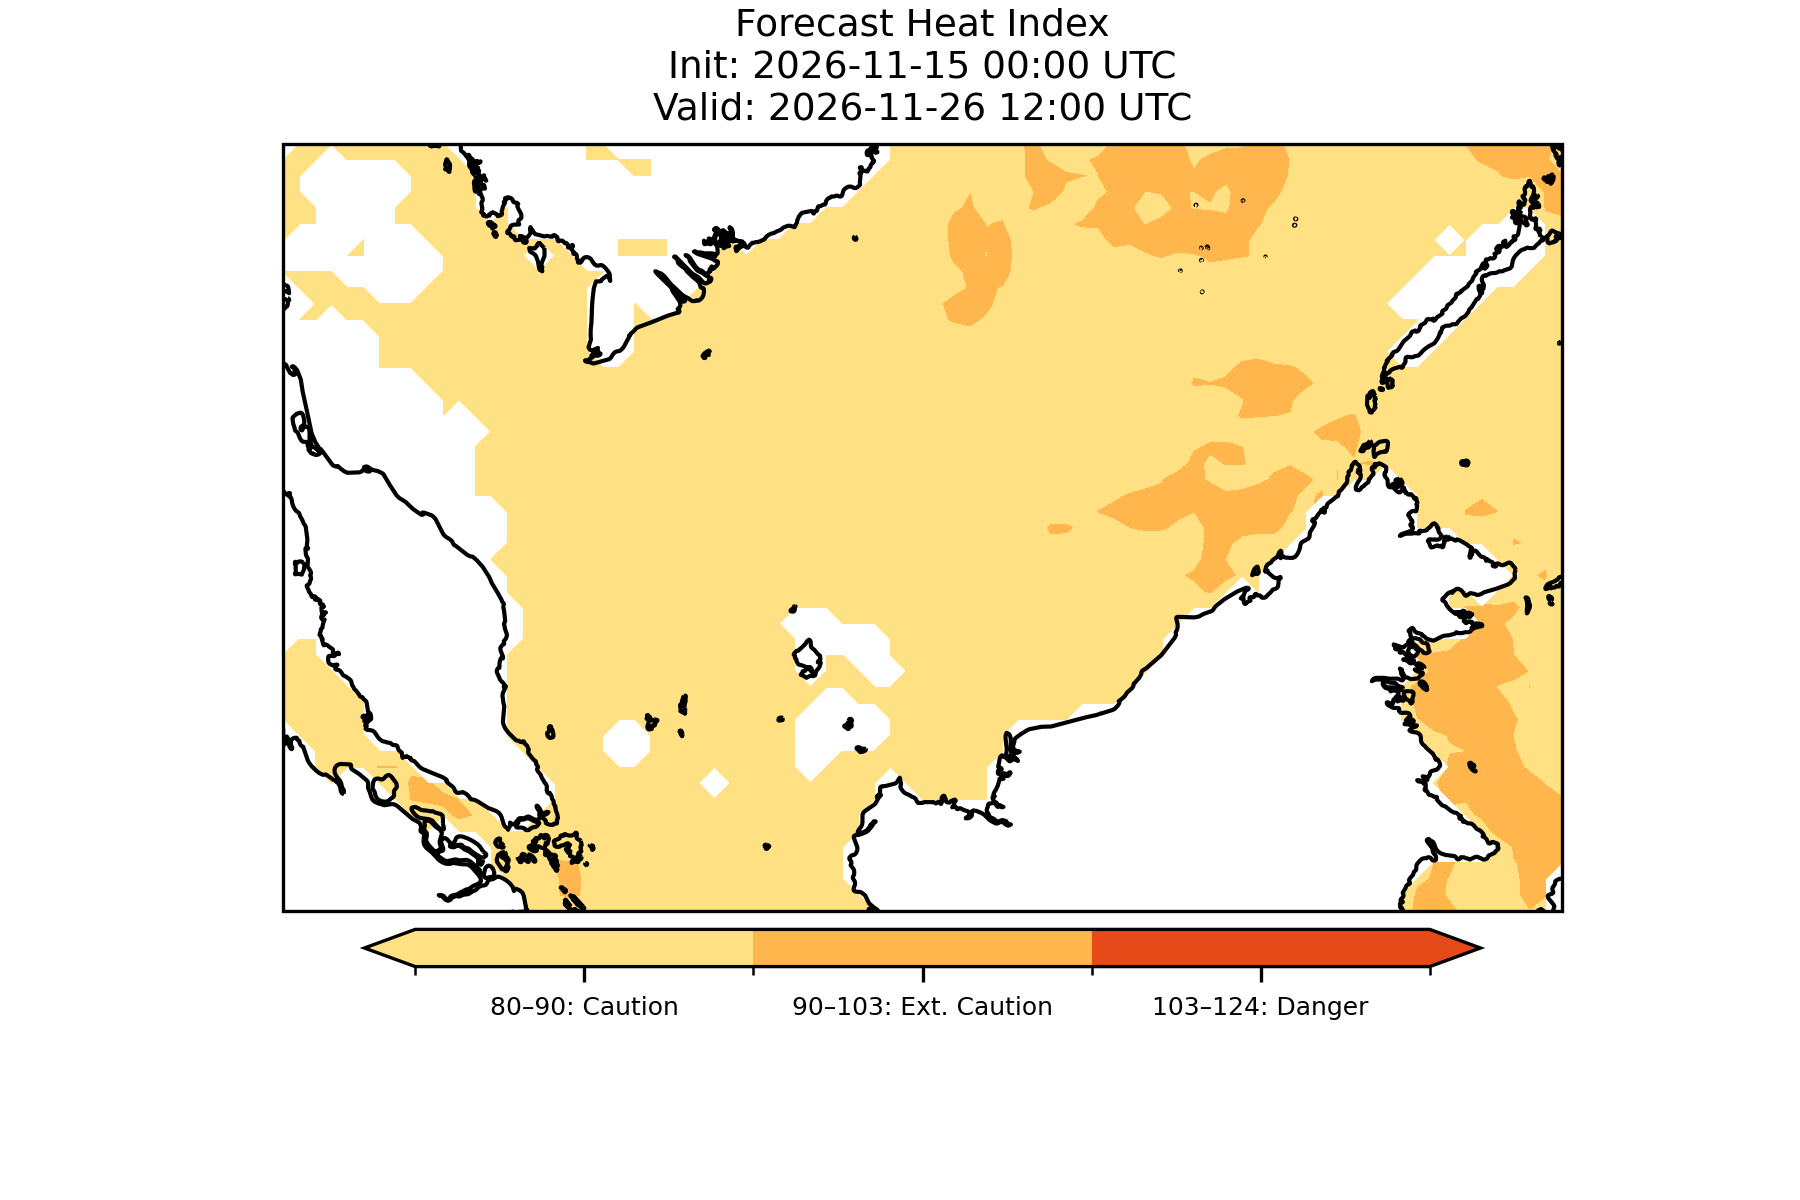 Forecast Heat Index
Init: 2026-11-15 00:00 UTC
Valid: 2026-11-26 12:00 UTC
80–90: Caution
90–103: Ext. Caution
103–124: Danger